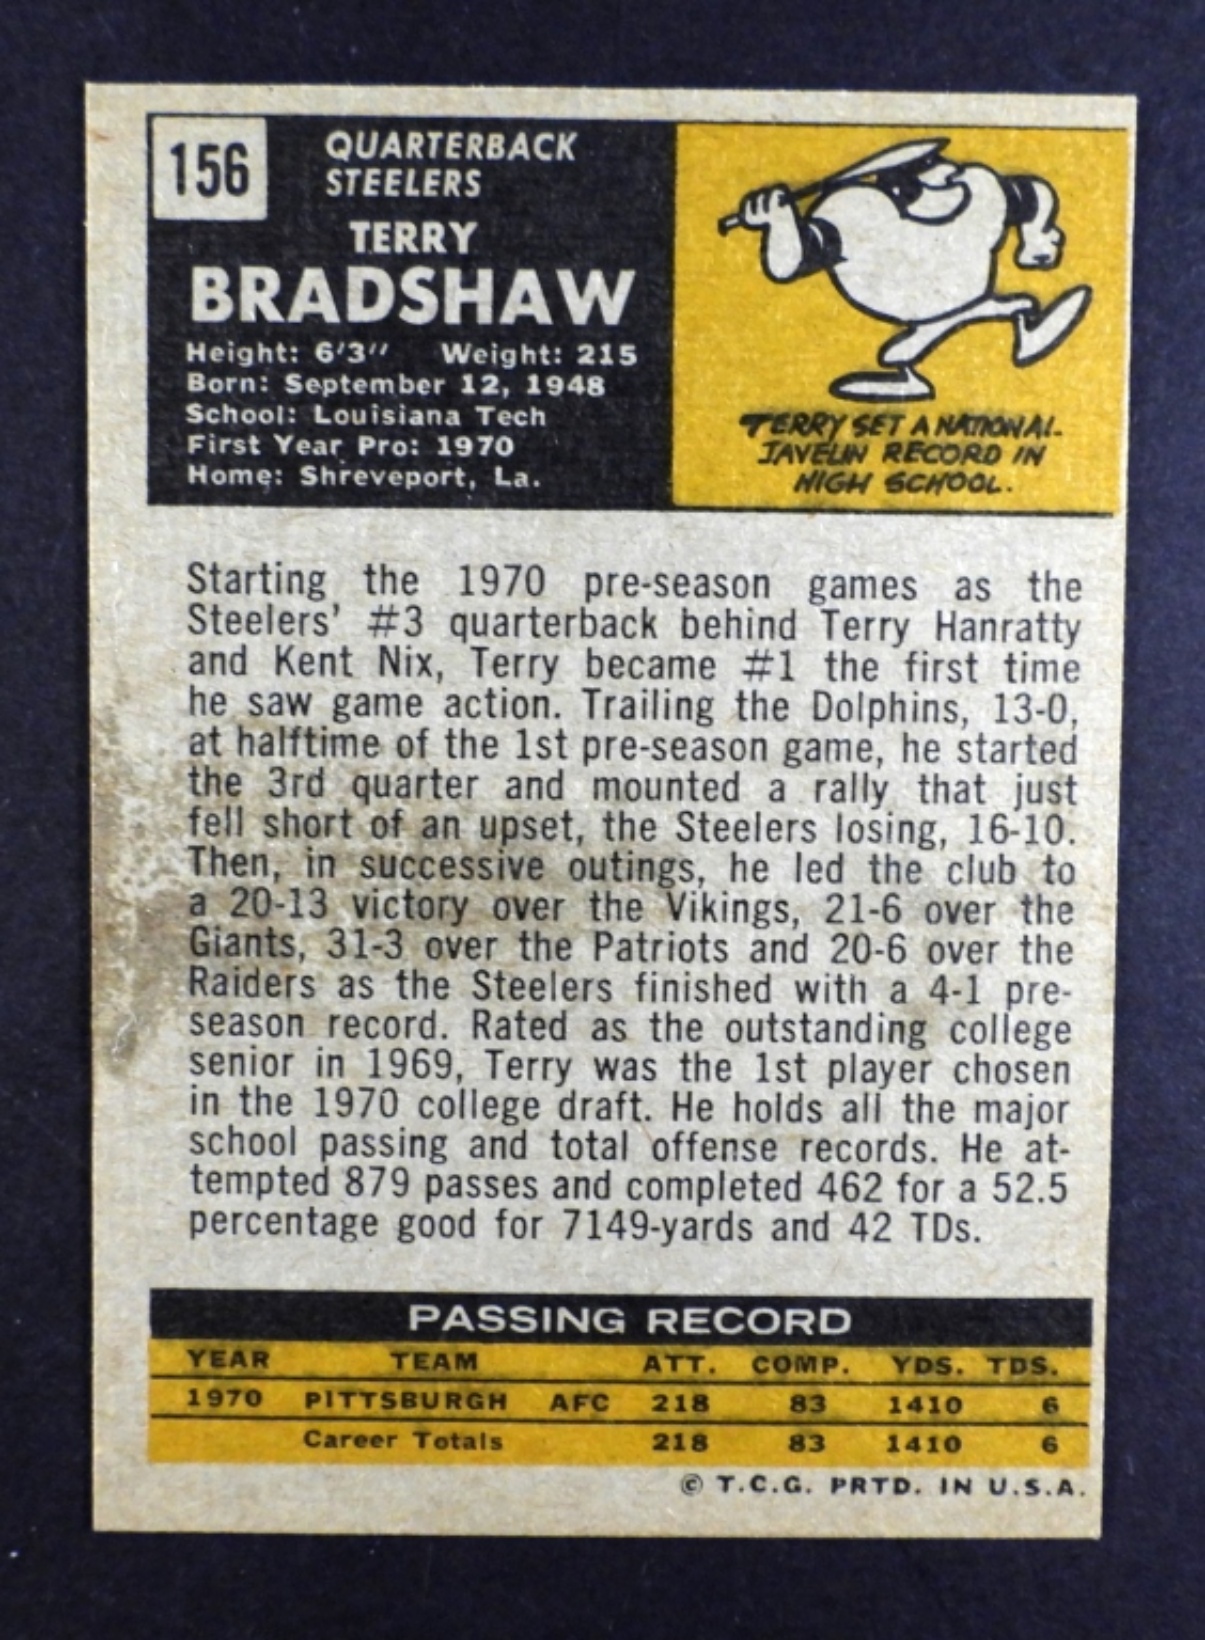 156
QUARTERBACK
STEELERS
TERRY
BRADSHAW
Height: 6'3" Weight: 215
Born: September 12, 1948
School: Louisiana Tech
First Year Pro: 1970
Home: Shreveport, La.
TERRY SET A NATIONAL
JAVELIN RECORD IN
HIGH SCHOOL.
Starting the 1970 pre-season games as the
Steelers' #3 quarterback behind Terry Hanratty
and Kent Nix, Terry became #1 the first time
he saw game action. Trailing the Dolphins, 13-0,
at halftime of the 1st pre-season game, he started
the 3rd quarter and mounted a rally that just
fell short of an upset, the Steelers losing, 16-10.
Then, in successive outings, he led the club to
a 20-13 victory over the Vikings, 21-6 over the
Giants, 31-3 over the Patriots and 20-6 over the
Raiders as the Steelers finished with a 4-1 pre-
season record. Rated as the outstanding college
senior in 1969, Terry was the 1st player chosen
in the 1970 college draft. He holds all the major
school passing and total offense records. He at-
tempted 879 passes and completed 462 for a 52.5
percentage good for 7149-yards and 42 TDs.
PASSING RECORD
YEAR TEAM ATT. COMP. YDS. TDS.
1970 PITTSBURGH AFC 218 83 1410 6
Career Totals 218 83 1410 6
© T.C.G. PRTD. IN U.S.A.